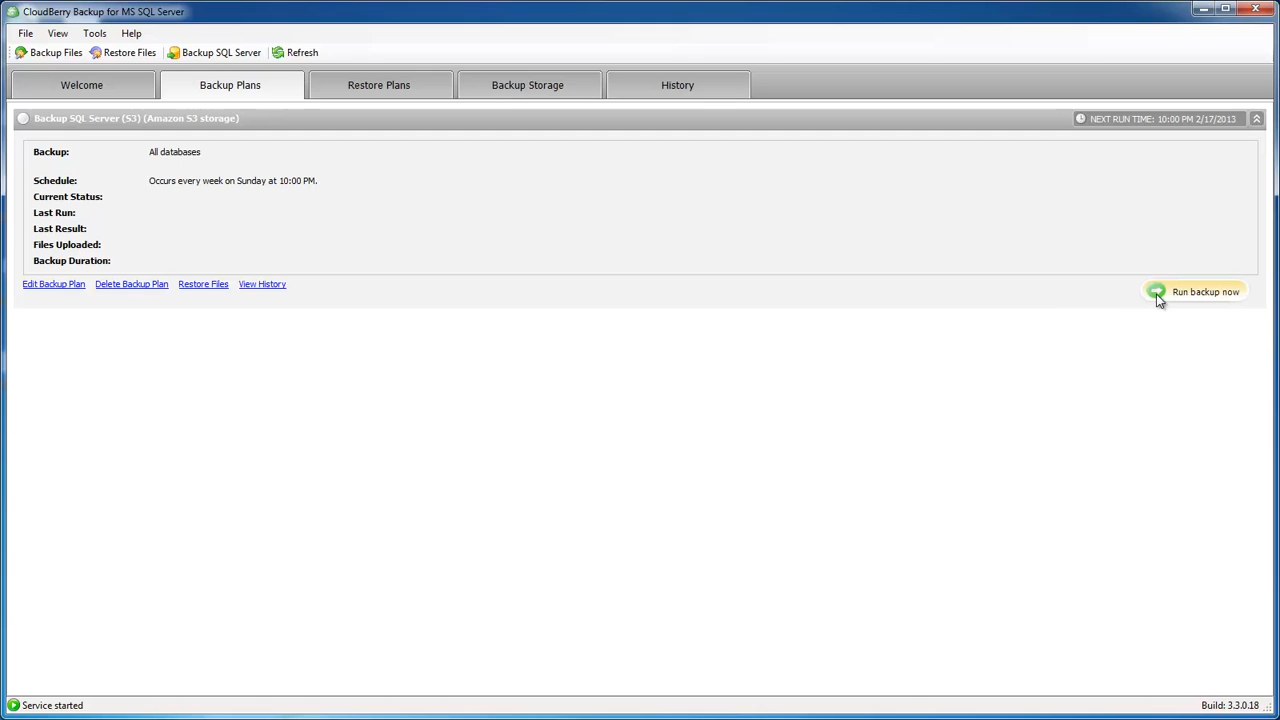 CloudBerry Backup for MS SQL Server
File View Tools Help
Backup Files Restore Files Backup SQL Server Refresh
Welcome Backup Plans Restore Plans Backup Storage History
Backup SQL Server (S3) (Amazon S3 storage) NEXT RUN TIME: 10:00 PM 2/17/2013
Backup: All databases
Schedule: Occurs every week on Sunday at 10:00 PM.
Current Status:
Last Run:
Last Result:
Files Uploaded:
Backup Duration:
Edit Backup Plan Delete Backup Plan Restore Files View History
Run backup now
Service started Build: 3.3.0.18